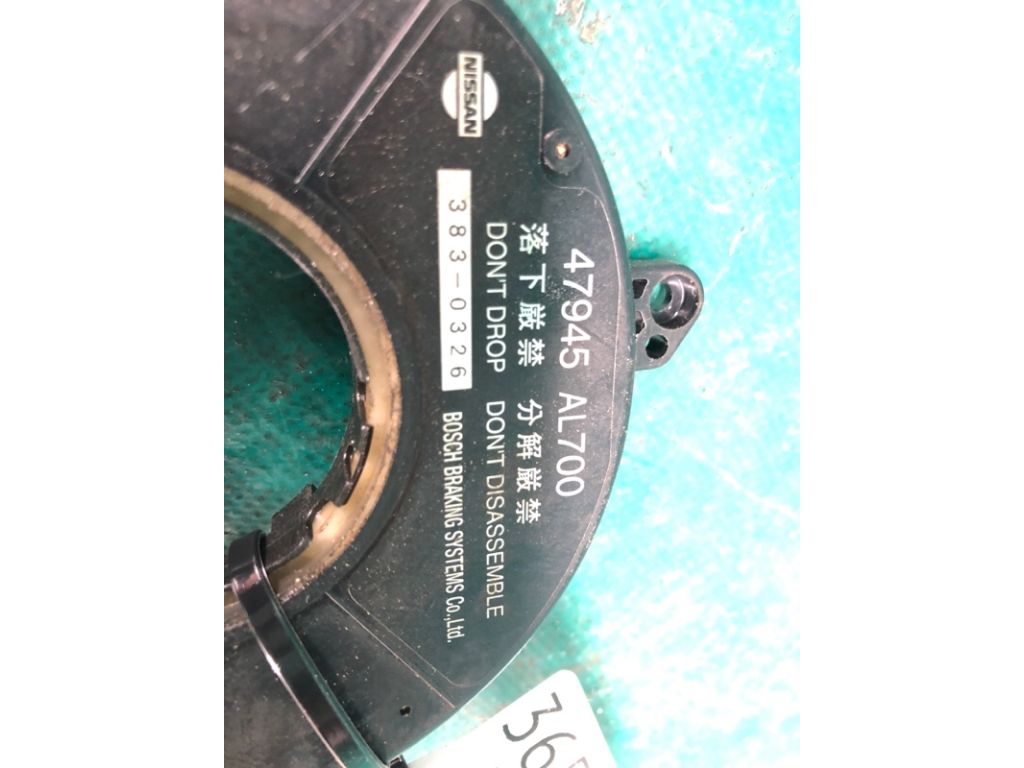 NISSAN
47945 AL700
落下厳禁 分解厳禁
DON'T DROP DON'T DISASSEMBLE
383-0326
BOSCH BRAKING SYSTEMS Co.,Ltd.
36